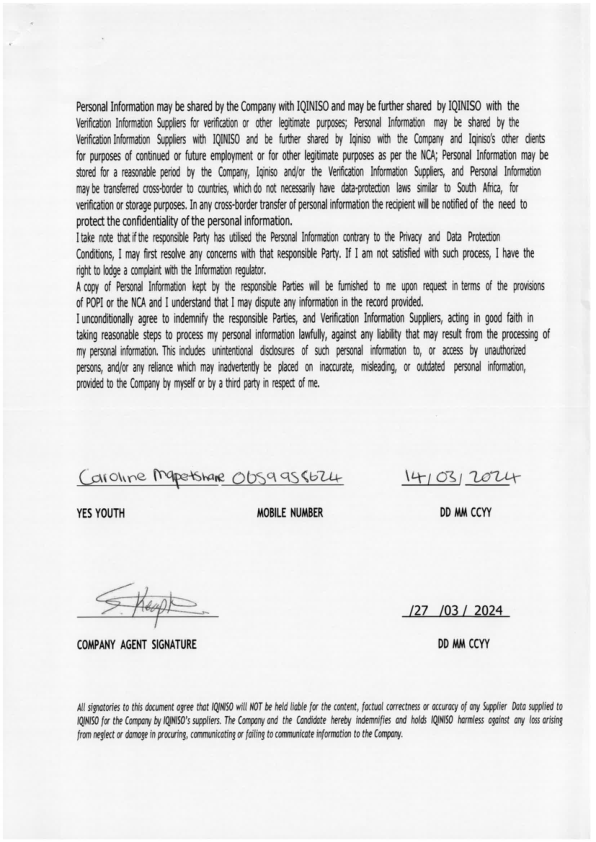 Personal Information may be shared by the Company with IQINISO and may be further shared by IQINISO with the
Verification Information Suppliers for verification or other legitimate purposes; Personal Information may be shared by the
Verification Information Suppliers with IQINISO and be further shared by Iqiniso with the Company and Iqiniso's other clients
for purposes of continued or future employment or for other legitimate purposes as per the NCA; Personal Information may be
stored for a reasonable period by the Company, Iqiniso and/or the Verification Information Suppliers, and Personal Information
may be transferred cross-border to countries, which do not necessarily have data-protection laws similar to South Africa, for
verification or storage purposes. In any cross-border transfer of personal information the recipient will be notified of the need to
protect the confidentiality of the personal information.
I take note that if the responsible Party has utilised the Personal Information contrary to the Privacy and Data Protection
Conditions, I may first resolve any concerns with that Responsible Party. If I am not satisfied with such process, I have the
right to lodge a complaint with the Information regulator.
A copy of Personal Information kept by the responsible Parties will be furnished to me upon request in terms of the provisions
of POPI or the NCA and I understand that I may dispute any information in the record provided.
I unconditionally agree to indemnify the responsible Parties, and Verification Information Suppliers, acting in good faith in
taking reasonable steps to process my personal information lawfully, against any liability that may result from the processing of
my personal information. This includes unintentional disclosures of such personal information to, or access by unauthorized
persons, and/or any reliance which may inadvertently be placed on inaccurate, misleading, or outdated personal information,
provided to the Company by myself or by a third party in respect of me.
Caroline 14/03/2024
YES YOUTH MOBILE NUMBER DD MM CCYY
/27 /03 / 2024
COMPANY AGENT SIGNATURE DD MM CCYY
All signatories to this document agree that IQINISO will NOT be held liable for the content, factual correctness or accuracy of any Supplier Data supplied to
IQINISO for the Company by IQINISO's suppliers. The Company and the Candidate hereby indemnifies and holds IQINISO harmless against any loss arising
from neglect or damage in procuring, communicating or failing to communicate information to the Company.